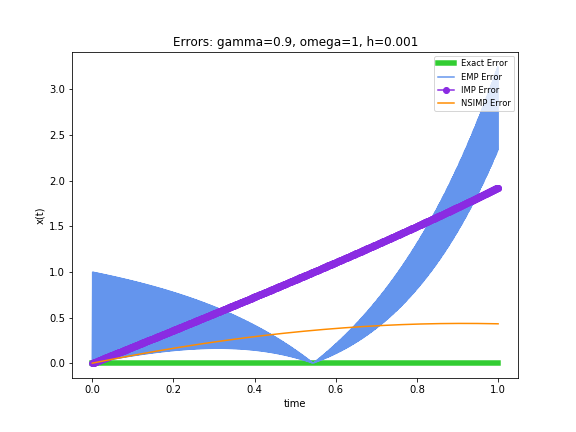 Errors: gamma=0.9, omega=1, h=0.001
Exact Error
EMP Error
IMP Error
NSIMP Error
x(t)
3.0
2.5
2.0
1.5
1.0
0.5
0.0
0.0
0.2
0.4
0.6
0.8
1.0
time